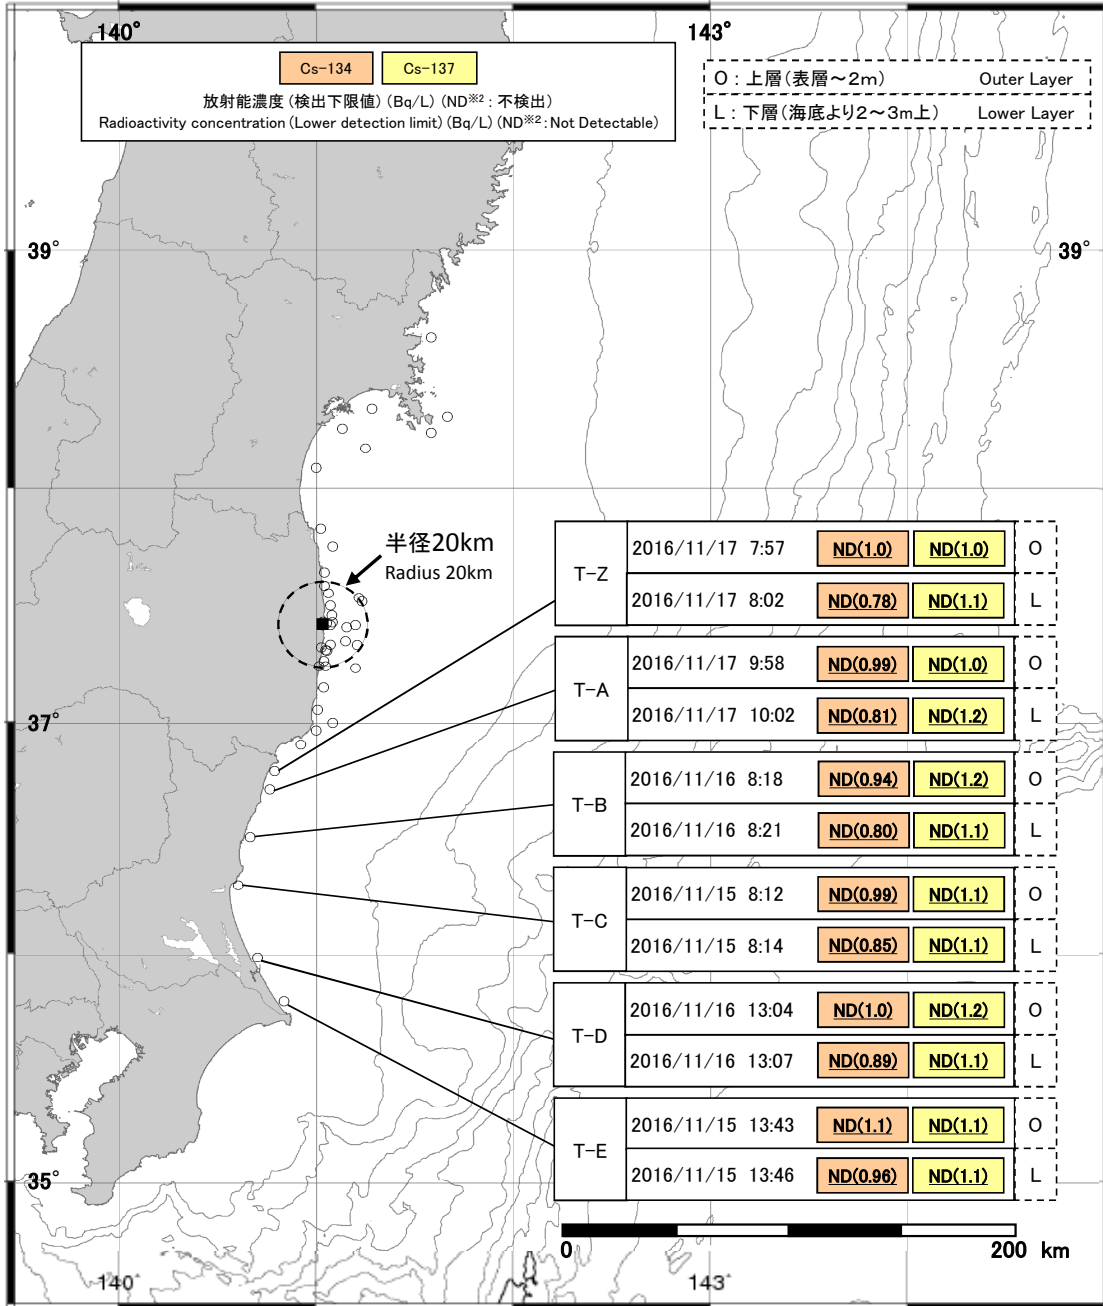 140° 143°
Cs-134 Cs-137
放射能濃度(検出下限値)(Bq/L)(ND※2:不検出)
Radioactivity concentration(Lower detection limit)(Bq/L)(ND※2:Not Detectable)
O:上層(表層～2m) Outer Layer
L:下層(海底より2～3m上) Lower Layer
39° 39°
半径20km
Radius 20km
T-Z
2016/11/17 7:57 ND(1.0) ND(1.0) O
2016/11/17 8:02 ND(0.78) ND(1.1) L
T-A
2016/11/17 9:58 ND(0.99) ND(1.0) O
2016/11/17 10:02 ND(0.81) ND(1.2) L
37°
T-B
2016/11/16 8:18 ND(0.94) ND(1.2) O
2016/11/16 8:21 ND(0.80) ND(1.1) L
T-C
2016/11/15 8:12 ND(0.99) ND(1.1) O
2016/11/15 8:14 ND(0.85) ND(1.1) L
T-D
2016/11/16 13:04 ND(1.0) ND(1.2) O
2016/11/16 13:07 ND(0.89) ND(1.1) L
T-E
2016/11/15 13:43 ND(1.1) ND(1.1) O
2016/11/15 13:46 ND(0.96) ND(1.1) L
35°
0 200 km
140° 143°